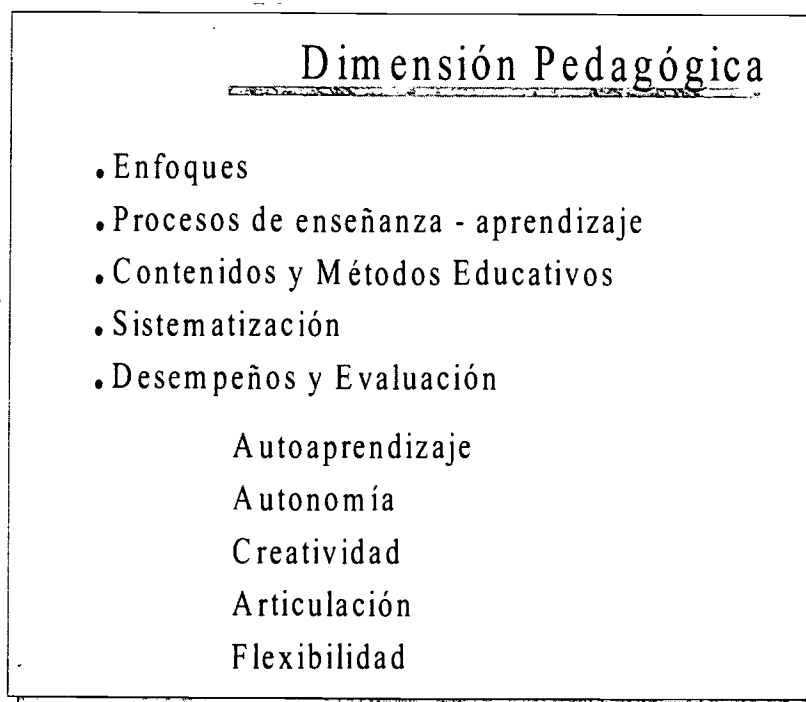 Dimensión Pedagógica
• Enfoques
• Procesos de enseñanza - aprendizaje
• Contenidos y Métodos Educativos
• Sistematización
• Desempeños y Evaluación
Autoaprendizaje
Autonomía
Creatividad
Articulación
Flexibilidad